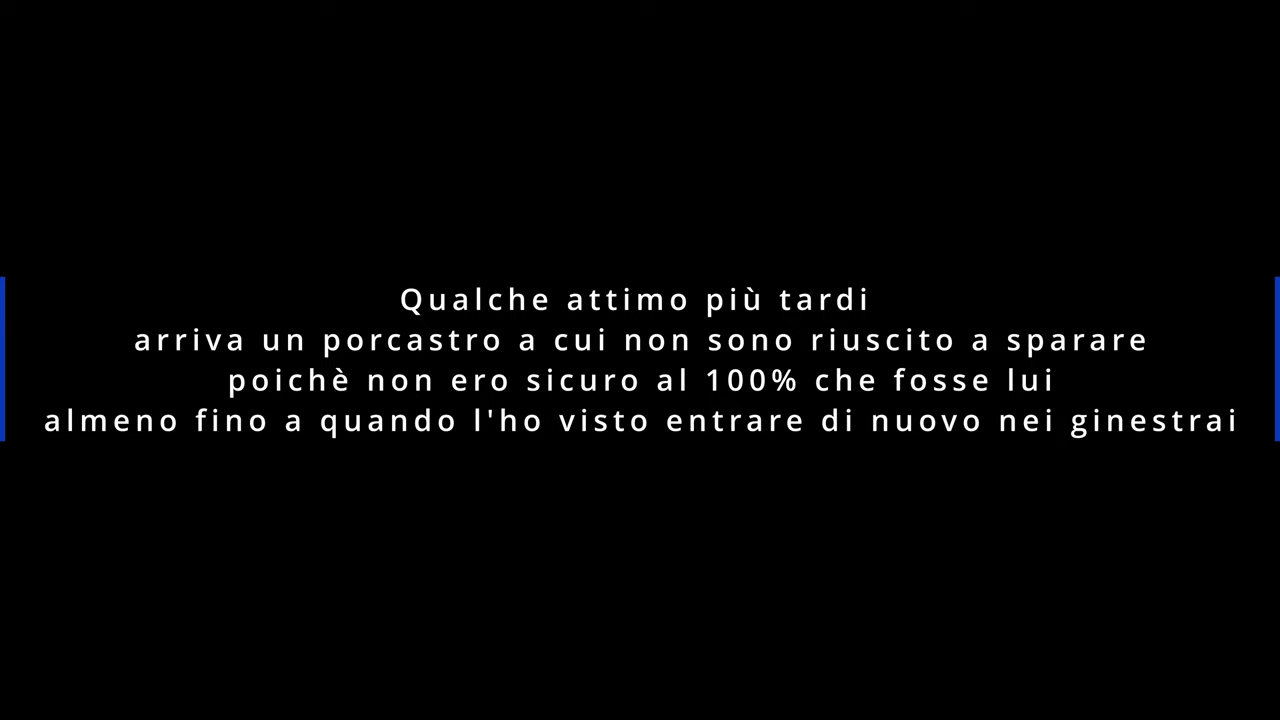 Qualche attimo più tardi
arriva un porcastro a cui non sono riuscito a sparare
poichè non ero sicuro al 100% che fosse lui
almeno fino a quando l'ho visto entrare di nuovo nei ginestrai